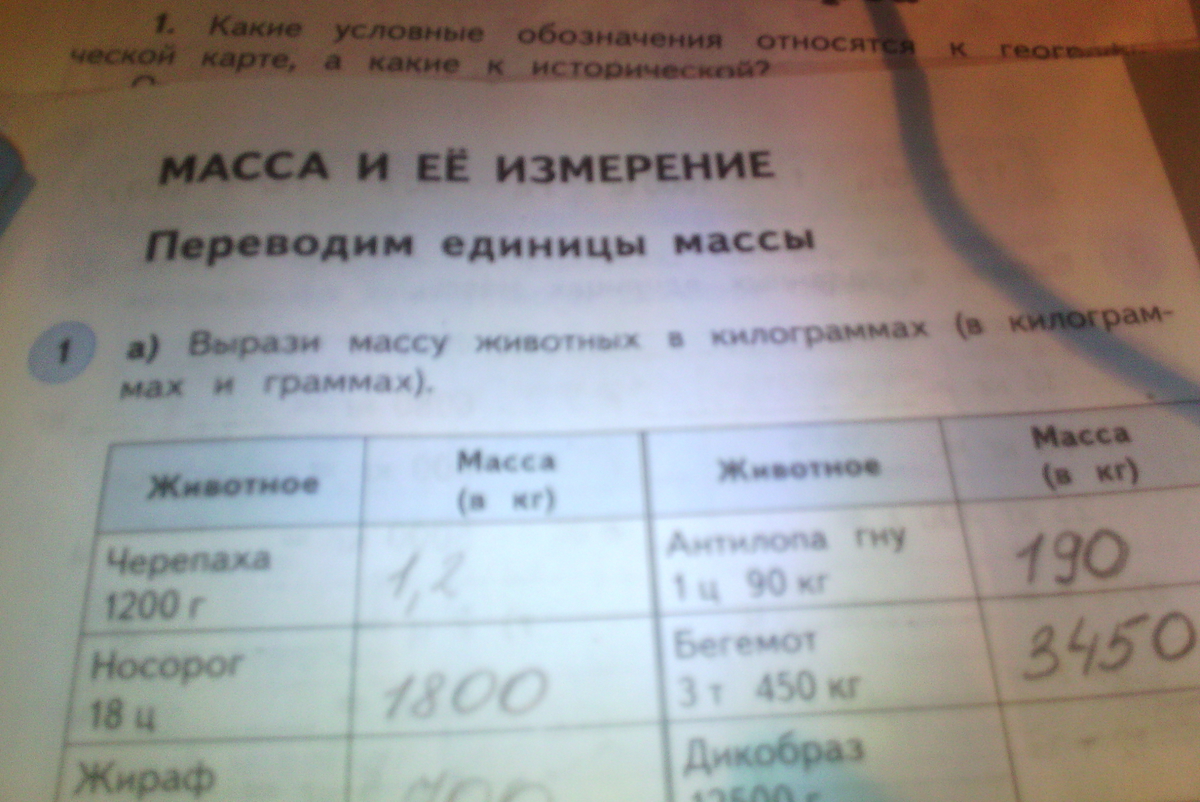 1. Какие условные обозначения относятся к
ческой карте, а какие к исторической?
МАССА И ЕЁ ИЗМЕРЕНИЕ
Переводим единицы массы
1 а) Вырази массу животных в килограммах (в килограм-
мах и граммах).
Животное Масса (в кг) Животное Масса (в кг)
Черепаха 1,2 Антилопа гну 190
1200 г 1 ц 90 кг
Носорог 1800 Бегемот 3450
18 ц 3 т 450 кг
Жираф Дикобраз
12500 г